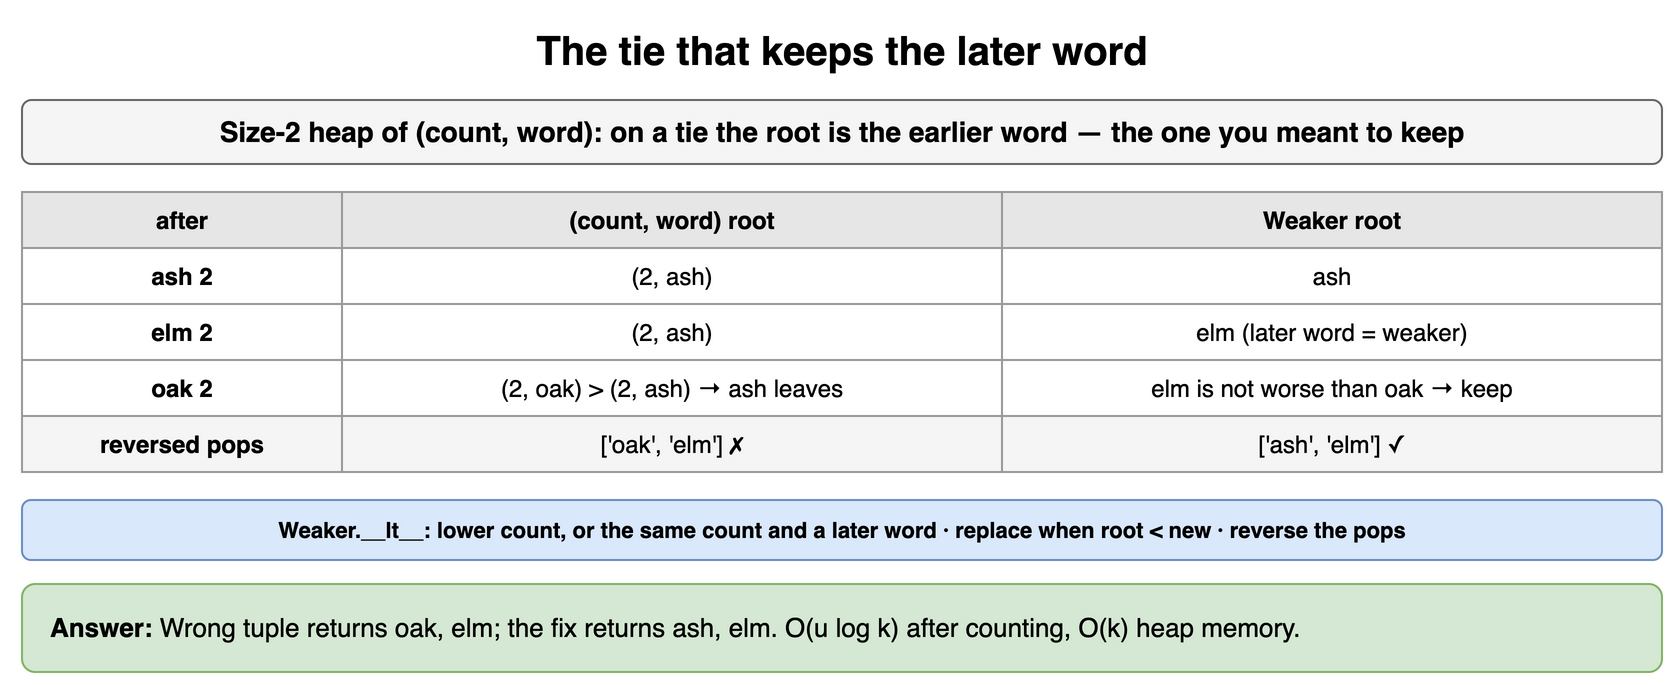 The tie that keeps the later word
Size-2 heap of (count, word): on a tie the root is the earlier word — the one you meant to keep
after (count, word) root Weaker root
ash 2 (2, ash) ash
elm 2 (2, ash) elm (later word = weaker)
oak 2 (2, oak) > (2, ash) → ash leaves elm is not worse than oak → keep
reversed pops ['oak', 'elm'] ✗ ['ash', 'elm'] ✓
Weaker.__lt__: lower count, or the same count and a later word · replace when root < new · reverse the pops
Answer: Wrong tuple returns oak, elm; the fix returns ash, elm. O(u log k) after counting, O(k) heap memory.